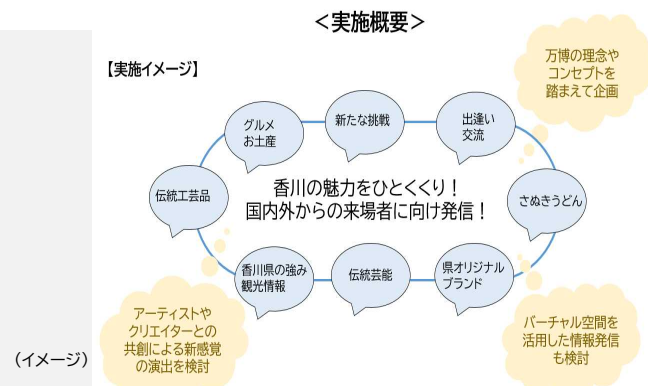 <実施概要>
【実施イメージ】
万博の理念や
コンセプトを
踏まえて企画
グルメ
お土産
新たな挑戦
出逢い
交流
伝統工芸品
香川の魅力をひとくくり！
国内外からの来場者に向け発信！
さぬきうどん
香川県の強み
観光情報
伝統芸能
県オリジナル
ブランド
アーティストや
クリエイターとの
共創による新感覚
の演出を検討
バーチャル空間を
活用した情報発信
も検討
（イメージ）